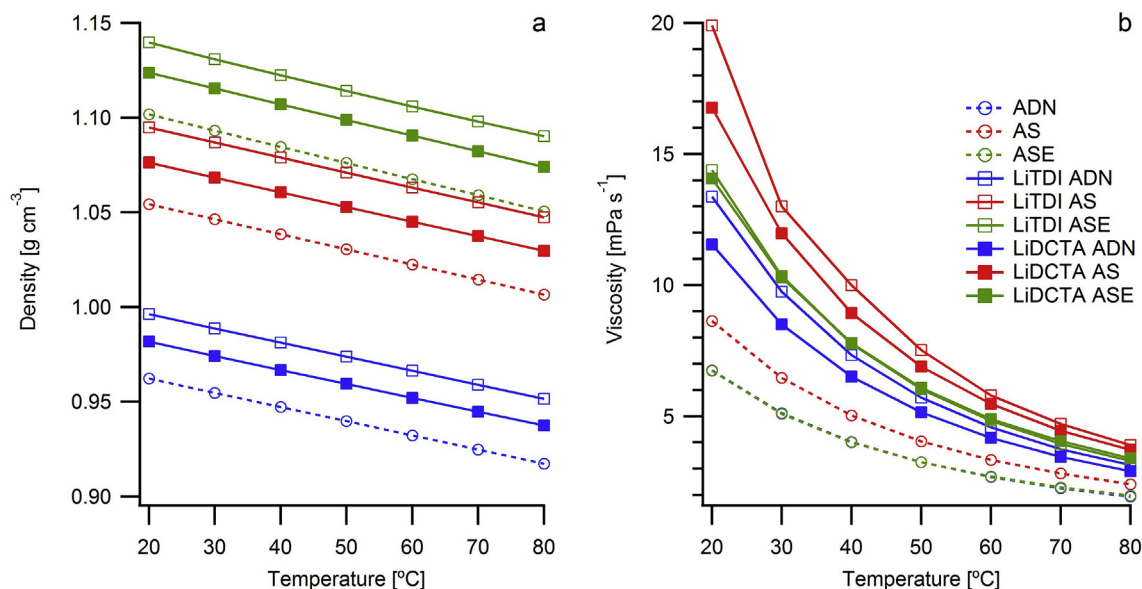 a
1.15
1.10
1.05
1.00
0.95
0.90
Density [g cm⁻³]
20 30 40 50 60 70 80
Temperature [ºC]
b
20
15
10
5
Viscosity [mPa s⁻¹]
ADN
AS
ASE
LiTDI ADN
LiTDI AS
LiTDI ASE
LiDCTA ADN
LiDCTA AS
LiDCTA ASE
20 30 40 50 60 70 80
Temperature [ºC]